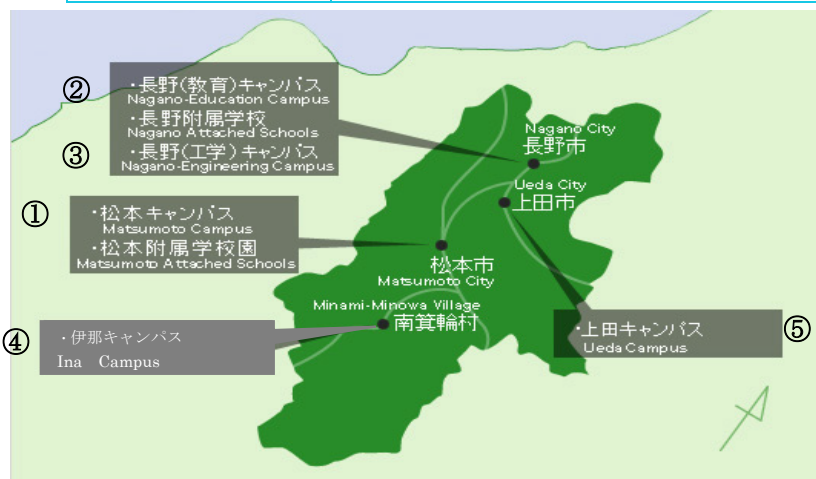 ②
・長野(教育)キャンパス
Nagano-Education Campus
・長野附属学校
Nagano Attached Schools
③
・長野(工学)キャンパス
Nagano-Engineering Campus
Nagano City
長野市
Ueda City
上田市
①
・松本キャンパス
Matsumoto Campus
・松本附属学校園
Matsumoto Attached Schools
松本市
Matsumoto City
Minami-Minowa Village
南箕輪村
④
・伊那キャンパス
Ina Campus
・上田キャンパス
Ueda Campus
⑤